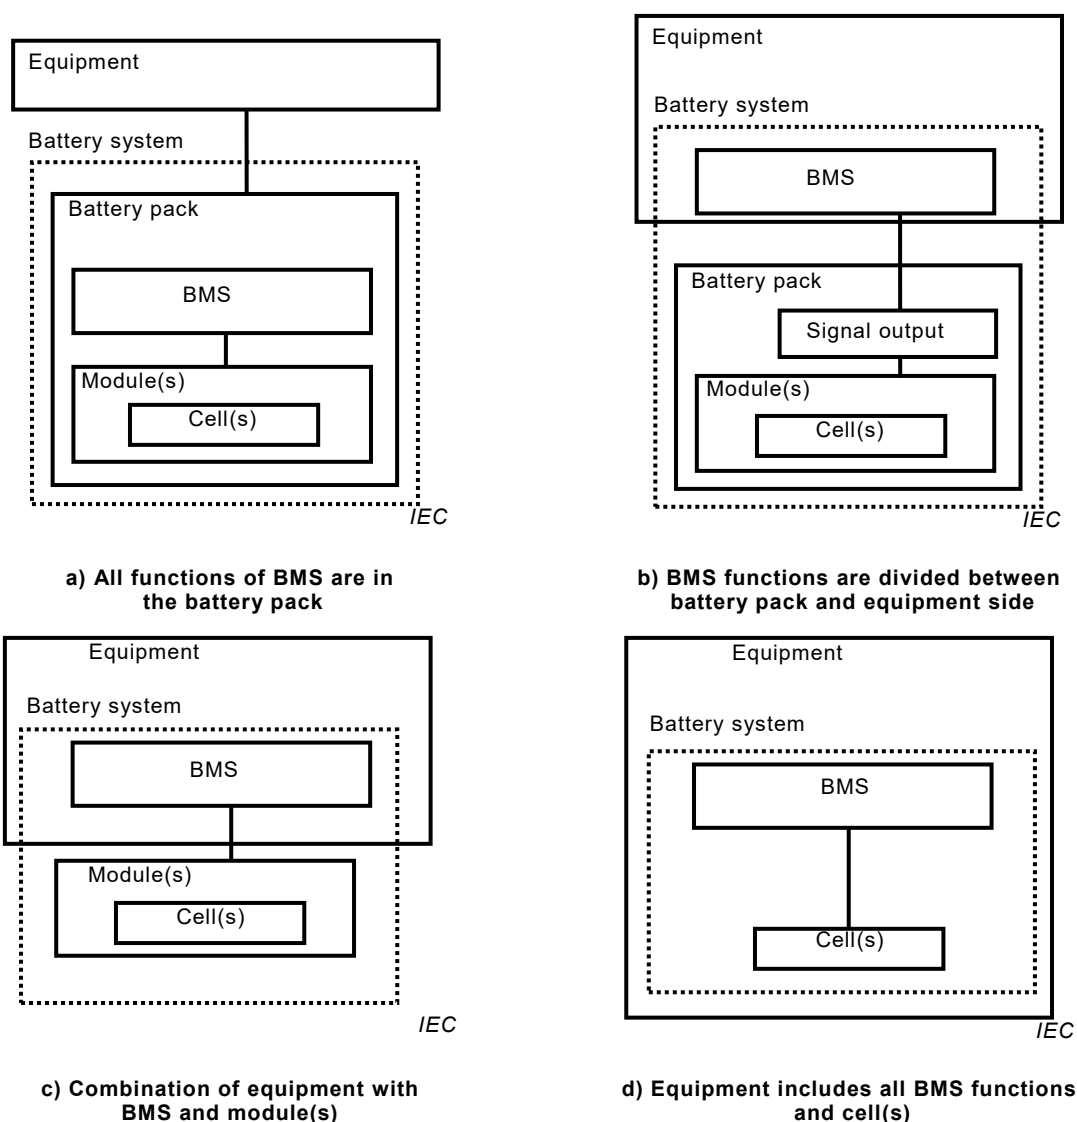 Equipment
Battery system
Battery pack
BMS
Module(s)
Cell(s)
IEC
a) All functions of BMS are in
the battery pack
Equipment
Battery system
BMS
Battery pack
Signal output
Module(s)
Cell(s)
IEC
b) BMS functions are divided between
battery pack and equipment side
Equipment
Battery system
BMS
Module(s)
Cell(s)
IEC
c) Combination of equipment with
BMS and module(s)
Equipment
Battery system
BMS
Cell(s)
IEC
d) Equipment includes all BMS functions
and cell(s)